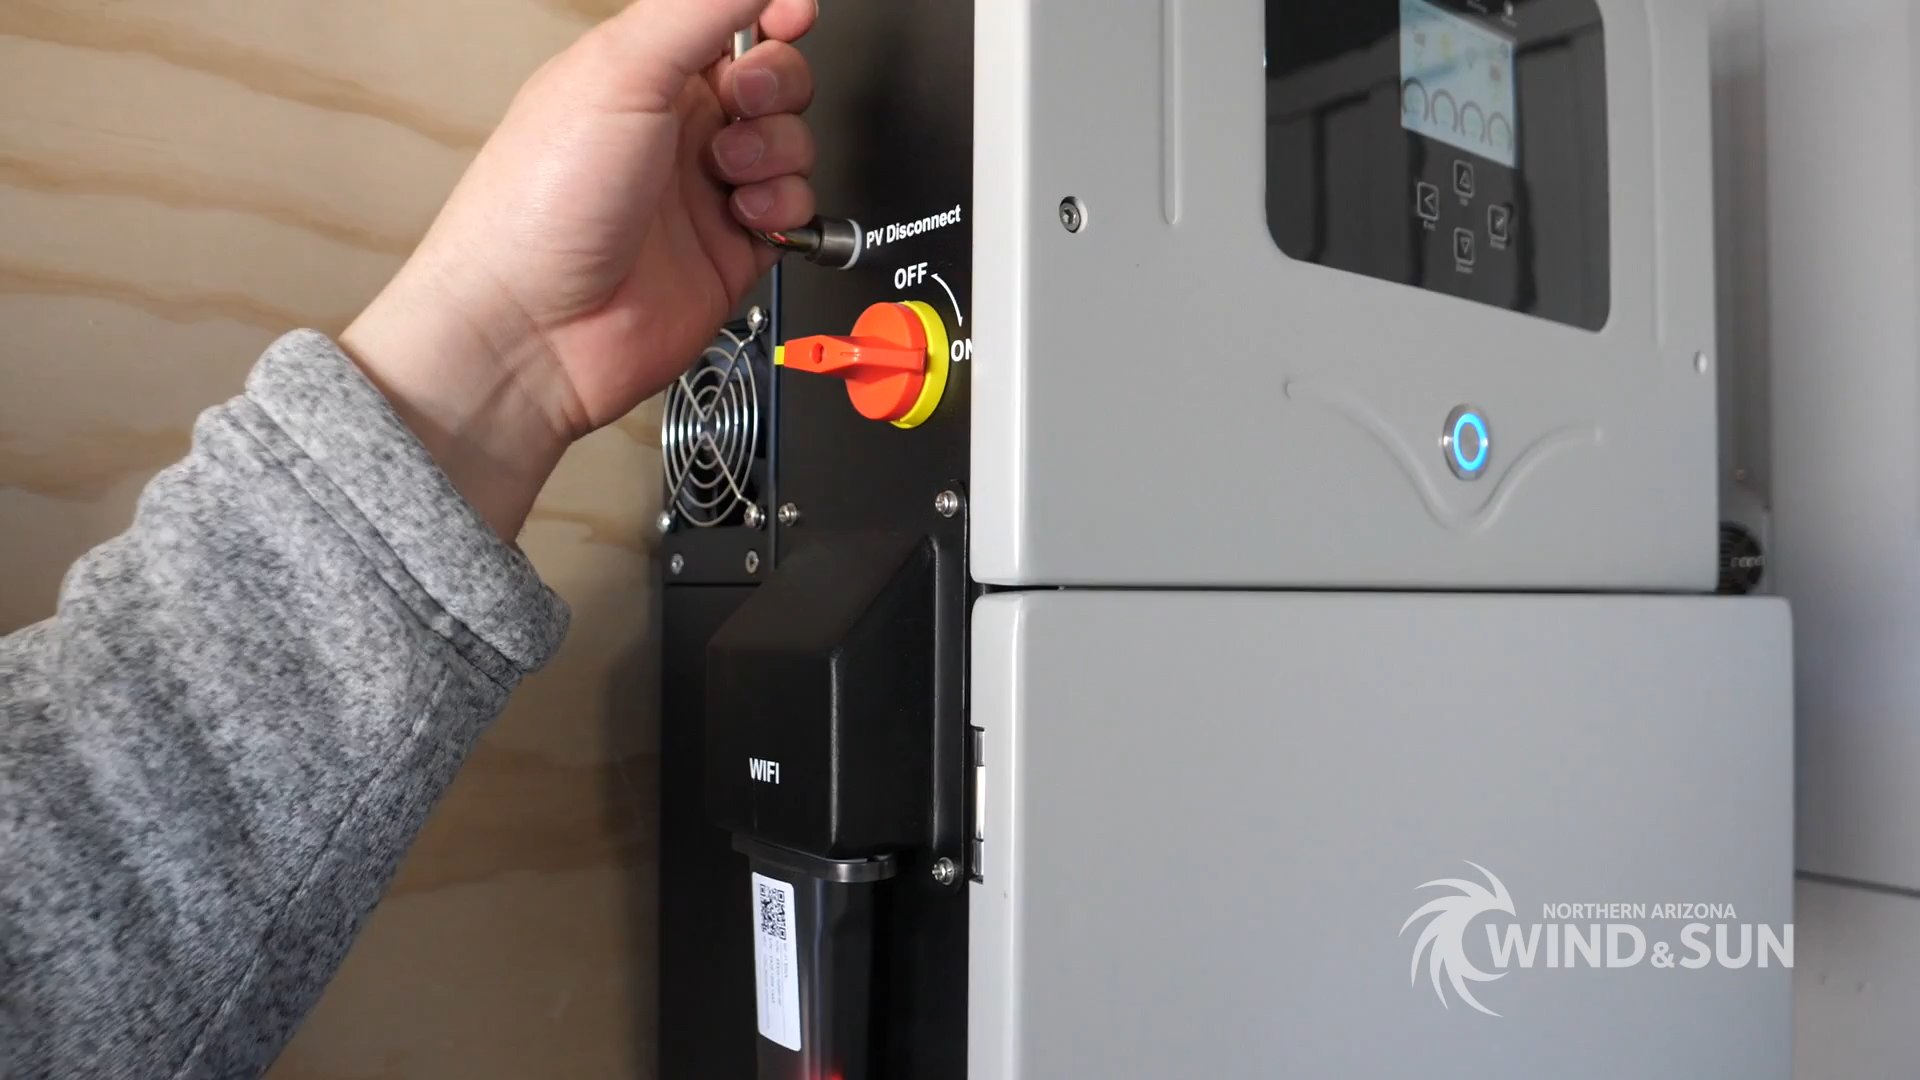 PV Disconnect
OFF
ON
WIFI
NORTHERN ARIZONA
WIND & SUN